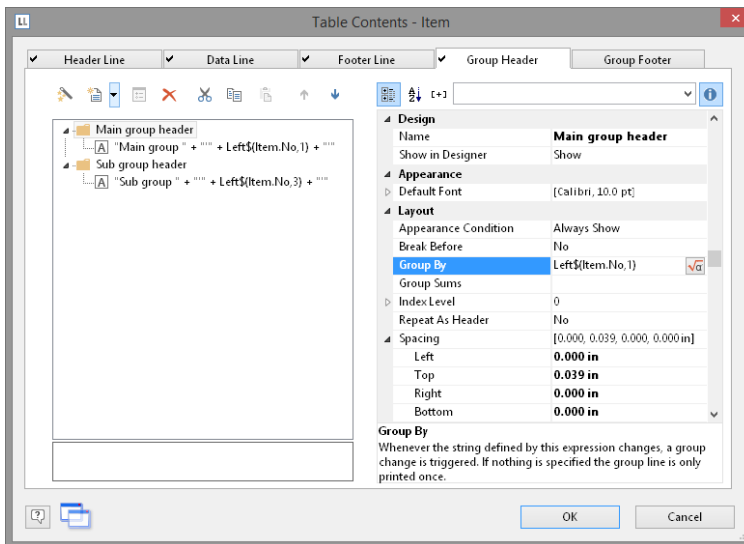 LL
Table Contents - Item
Header Line
Data Line
Footer Line
Group Header
Group Footer
Main group header
A "Main group " + "'" + Left$(Item.No,1) + "'"
Sub group header
A "Sub group " + "'" + Left$(Item.No,3) + "'"
A
Z
[+]
Design
Name Main group header
Show in Designer Show
Appearance
Default Font [Calibri, 10.0 pt]
Layout
Appearance Condition Always Show
Break Before No
Group By Left$(Item.No,1)
Group Sums
Index Level 0
Repeat As Header No
Spacing [0.000, 0.039, 0.000, 0.000 in]
Left 0.000 in
Top 0.039 in
Right 0.000 in
Bottom 0.000 in
Group By
Whenever the string defined by this expression changes, a group
change is triggered. If nothing is specified the group line is only
printed once.
OK
Cancel